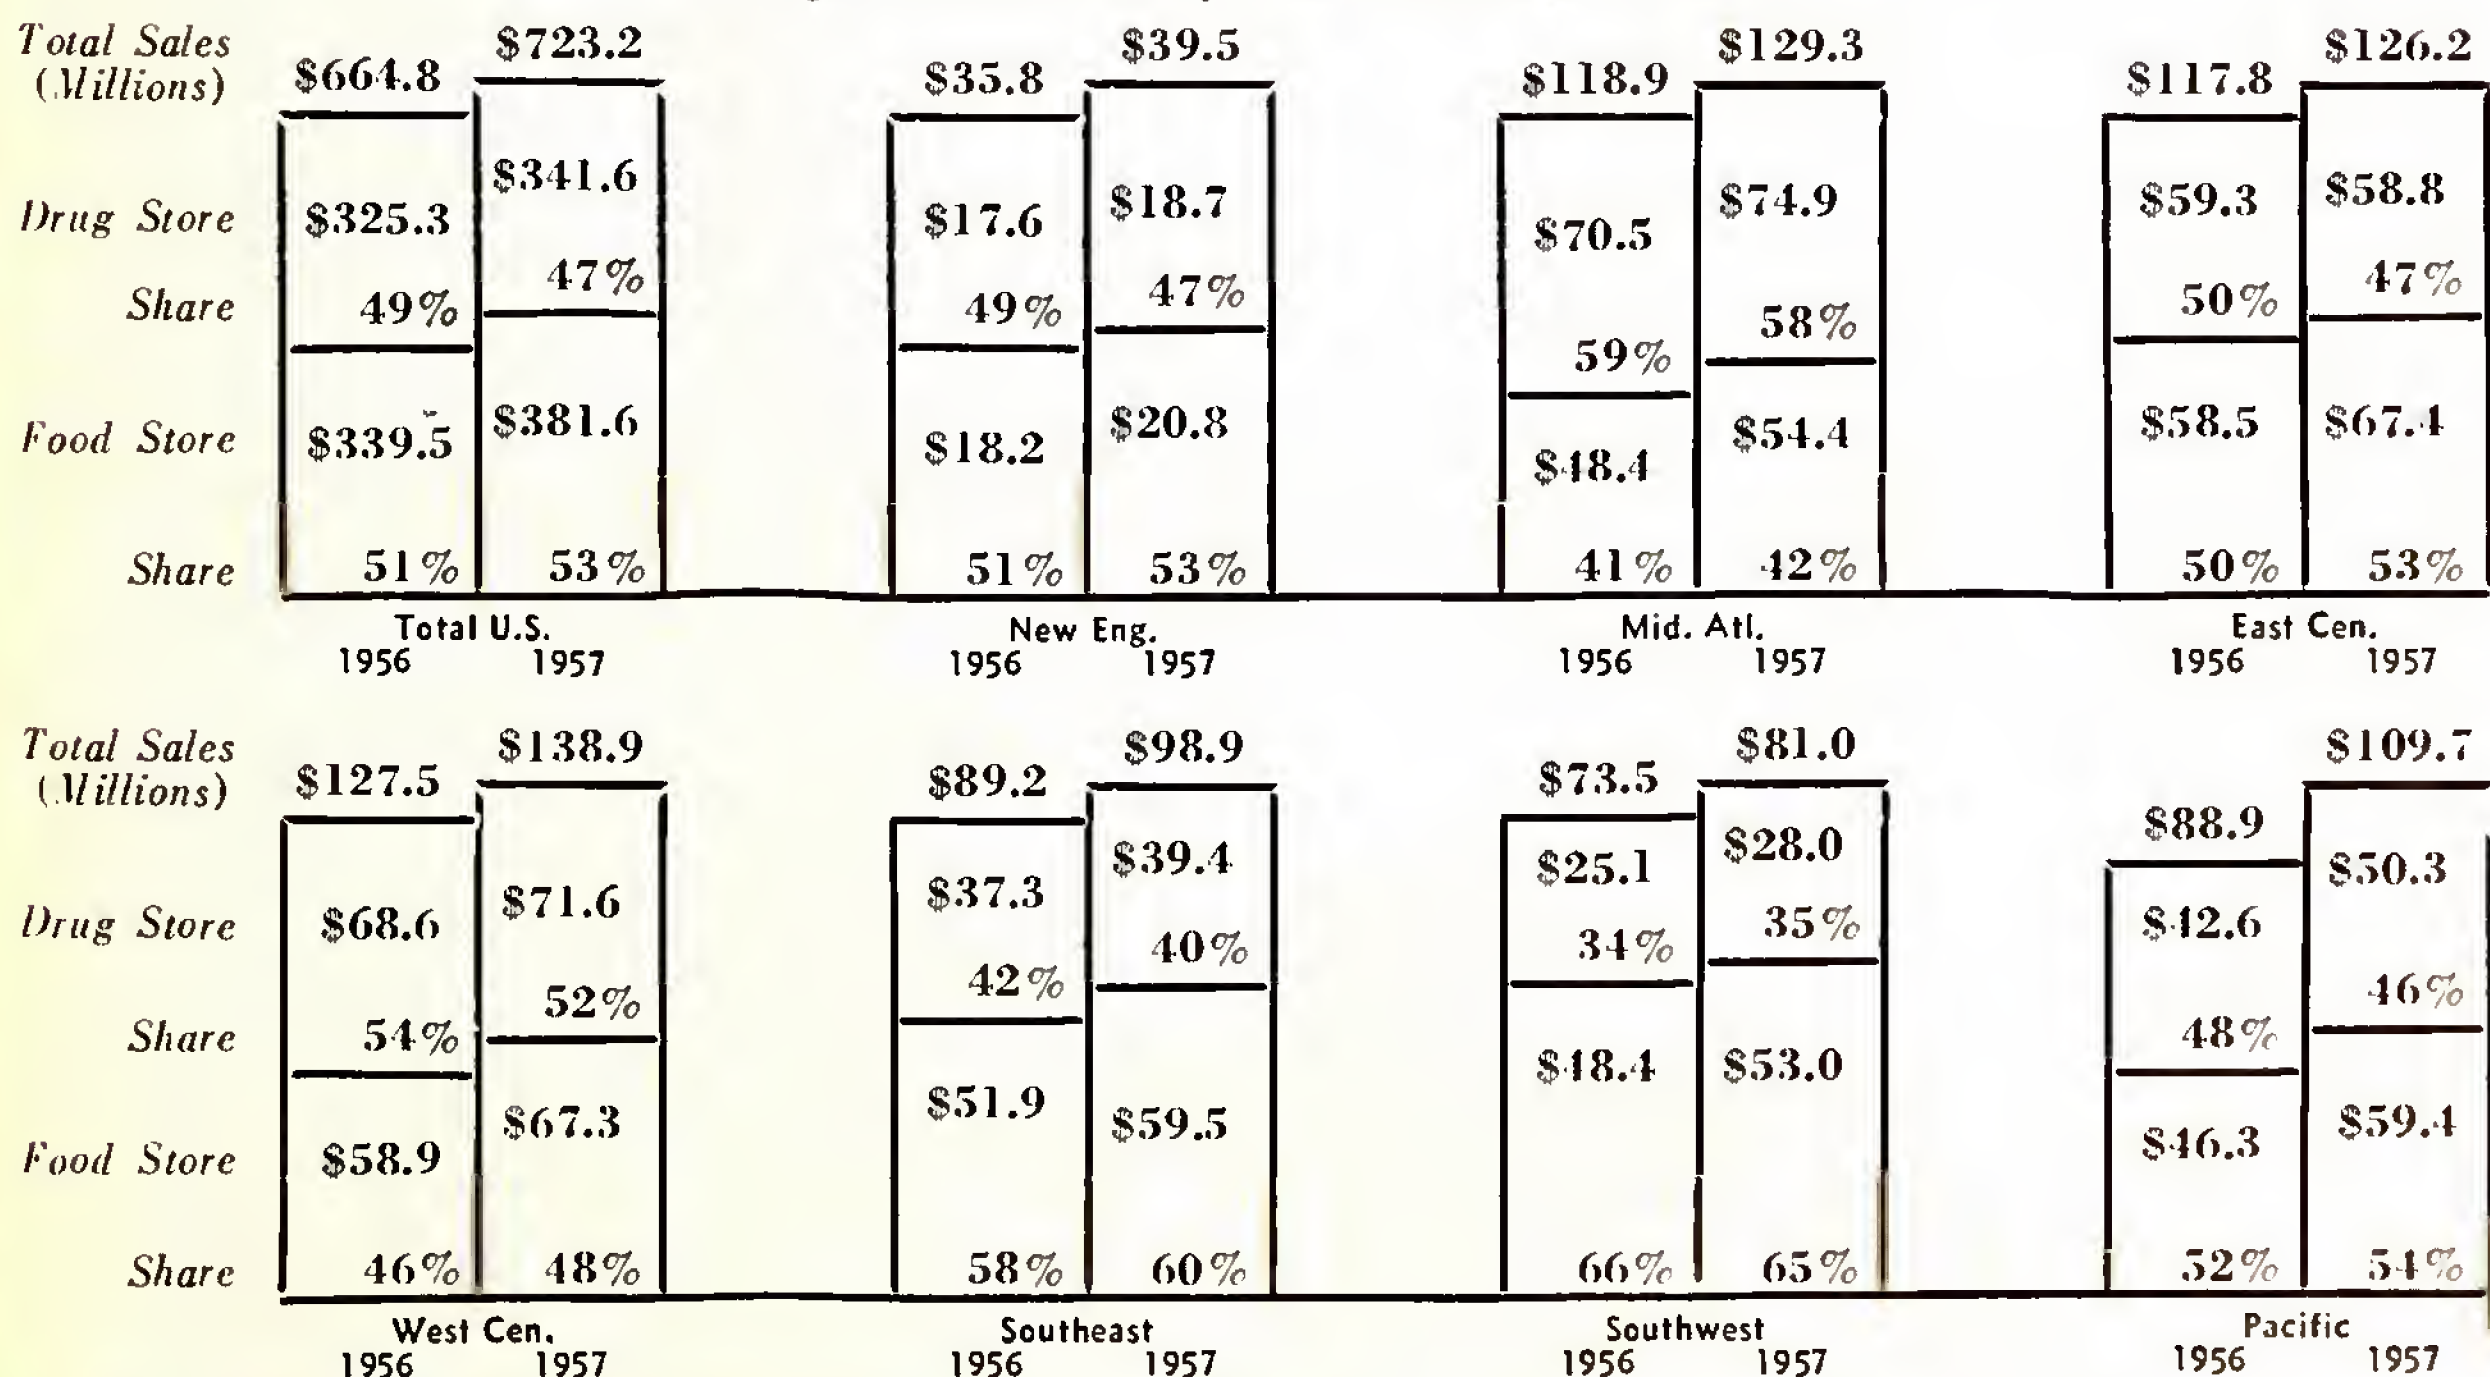 Total Sales $664.8 $723.2 $35.8 $39.5 $118.9 $129.3 $117.8 $126.2
(Millions)
Drug Store $325.3 $341.6 $17.6 $18.7 $70.5 $74.9 $59.3 $58.8
Share 49% 47% 49% 47% 59% 58% 50% 47%
Food Store $339.5 $381.6 $18.2 $20.8 $48.4 $54.4 $58.5 $67.4
Share 51% 53% 51% 53% 41% 42% 50% 53%
Total U.S. New Eng. Mid. Atl. East Cen.
1956 1957 1956 1957 1956 1957 1956 1957
Total Sales $127.5 $138.9 $89.2 $98.9 $73.5 $81.0 $88.9 $109.7
(Millions)
Drug Store $68.6 $71.6 $37.3 $39.4 $25.1 $28.0 $42.6 $50.3
Share 54% 52% 42% 40% 34% 35% 48% 46%
Food Store $58.9 $67.3 $51.9 $59.5 $48.4 $53.0 $46.3 $59.4
Share 46% 48% 58% 60% 66% 65% 52% 54%
West Cen. Southeast Southwest Pacific
1956 1957 1956 1957 1956 1957 1956 1957